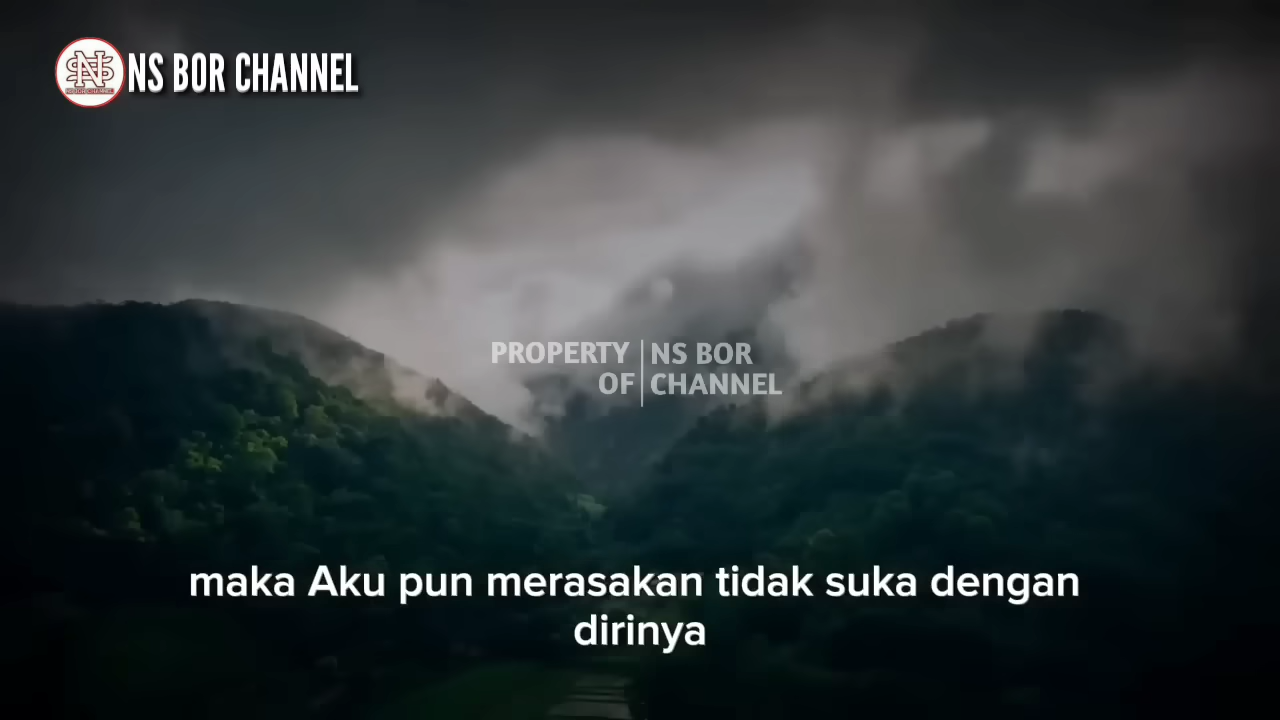 NS BOR CHANNEL
PROPERTY OF
NS BOR CHANNEL
maka Aku pun merasakan tidak suka dengan
dirinya